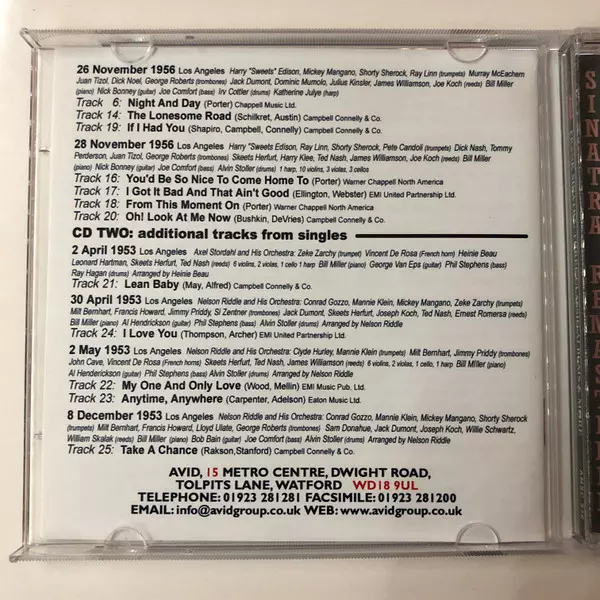 26 November 1956 Los Angeles Harry "Sweets" Edison, Mickey Mangano, Shorty Sherock, Ray Linn (trumpets) Murray McEachern
Juan Tizol, Dick Noel, George Roberts (trombones) Jack Dumont, Dominic Mumolo, Julius Kinsler, James Williamson, Joe Koch (reeds) Bill Miller
(piano) Nick Bonney (guitar) Joe Comfort (bass) Irv Cottler (drums) Katherine Julye (harp)
Track 6: Night And Day (Porter) Chappell Music Ltd.
Track 14: The Lonesome Road (Schilkret, Austin) Campbell Connelly & Co.
Track 19: If I Had You (Shapiro, Campbell, Connelly) Campbell Connelly & Co.
28 November 1956 Los Angeles Harry "Sweets Edison, Ray Linn, Shorty Sherock, Pete Candoli (trumpets) Dick Nash, Tommy
Perderson, Juan Tizol, George Roberts (trombones) Skeets Herfurt, Harry Klee, Ted Nash, James Williamson, Joe Koch (reeds) Bill Miller
(piano) Nick Bonney (guitar) Joe Comfort (bass) Alvin Stoller (drums) 1 harp, 10 violins, 3 violas, 3 cellos
Track 16: You'd Be So Nice To Come Home To (Porter) Warner Chappell North America
Track 17: I Got It Bad And That Ain't Good (Ellington, Webster) EMI United Partnership Ltd.
Track 18: From This Moment On (Porter) Warner Chappell North America
Track 20: Oh! Look At Me Now (Bushkin, DeVries) Campbell Connelly & Co.
CD TWO: additional tracks from singles
2 April 1953 Los Angeles Axel Stordahl and His Orchestra: Zeke Zarchy (trumpet) Vincent De Rosa (French horn) Heinie Beau
Leonard Hartman, Skeets Herfurt, Ted Nash (reeds) 6 violins, 2 violas, 1 cello 1 harp Bill Miller (piano) George Van Eps (guitar) Phil Stephens (bass)
Ray Hagan (drums) Arranged by Heinie Beau
Track 21: Lean Baby (May, Alfred) Campbell Connelly & Co.
30 April 1953 Los Angeles Nelson Riddle and His Orchestra: Conrad Gozzo, Mannie Klein, Mickey Mangano, Zeke Zarchy (trumpets)
Milt Bernhart, Francis Howard, Jimmy Priddy, SI Zentner (trombones) Jack Dumont, Skeets Herfurt, Joseph Koch, Ted Nash, Ernest Romersa (reeds)
Bill Miller (piano) Al Hendrickson (guitar) Phil Stephens (bass) Alvin Stoller (drums) Arranged by Nelson Riddle
Track 24: I Love You (Thompson, Archer) EMI United Partnership Ltd.
2 May 1953 Los Angeles Nelson Riddle and His Orchestra: Clyde Hurley, Mannie Klein (trumpets) Milt Bernhart, Jimmy Priddy (trombones)
John Cave, Vincent De Rosa (French horns) Skeets Herfurt, Ted Nash, James Williamson (reeds) 6 violins, 2 violas, 1 cello, 1 harp, Bill Miller (piano)
Al Henderickson (guitar) Phil Stephens (bass) Alvin Stoller (drums) Arranged by Nelson Riddle
Track 22: My One And Only Love (Wood, Mellin) EMI Music Pub. Ltd.
Track 23: Anytime, Anywhere (Carpenter, Adelson) Eaton Music Ltd.
8 December 1953 Los Angeles Nelson Riddle and His Orchestra: Conrad Gozzo, Mannie Klein, Mickey Mangano, Shorty Sherock
(trumpets) Milt Bernhart, Francis Howard, Lloyd Ulate, George Roberts (trombones) Sam Donahue, Jack Dumont, Joseph Koch, Willie Schwartz,
William Skalak (reeds) Bill Miller (piano) Bob Bain (guitar) Joe Comfort (bass) Alvin Stoller (drums) Arranged by Nelson Riddle
Track 25: Take A Chance (Rakson,Stanford) Campbell Connelly & Co.
AVID, 15 METRO CENTRE, DWIGHT ROAD,
TOLPITS LANE, WATFORD WD18 9UL
TELEPHONE: 01923 281281 FACSIMILE: 01923 281200
EMAIL: info@avidgroup.co.uk WEB: www.avidgroup.co.uk
SINATRA